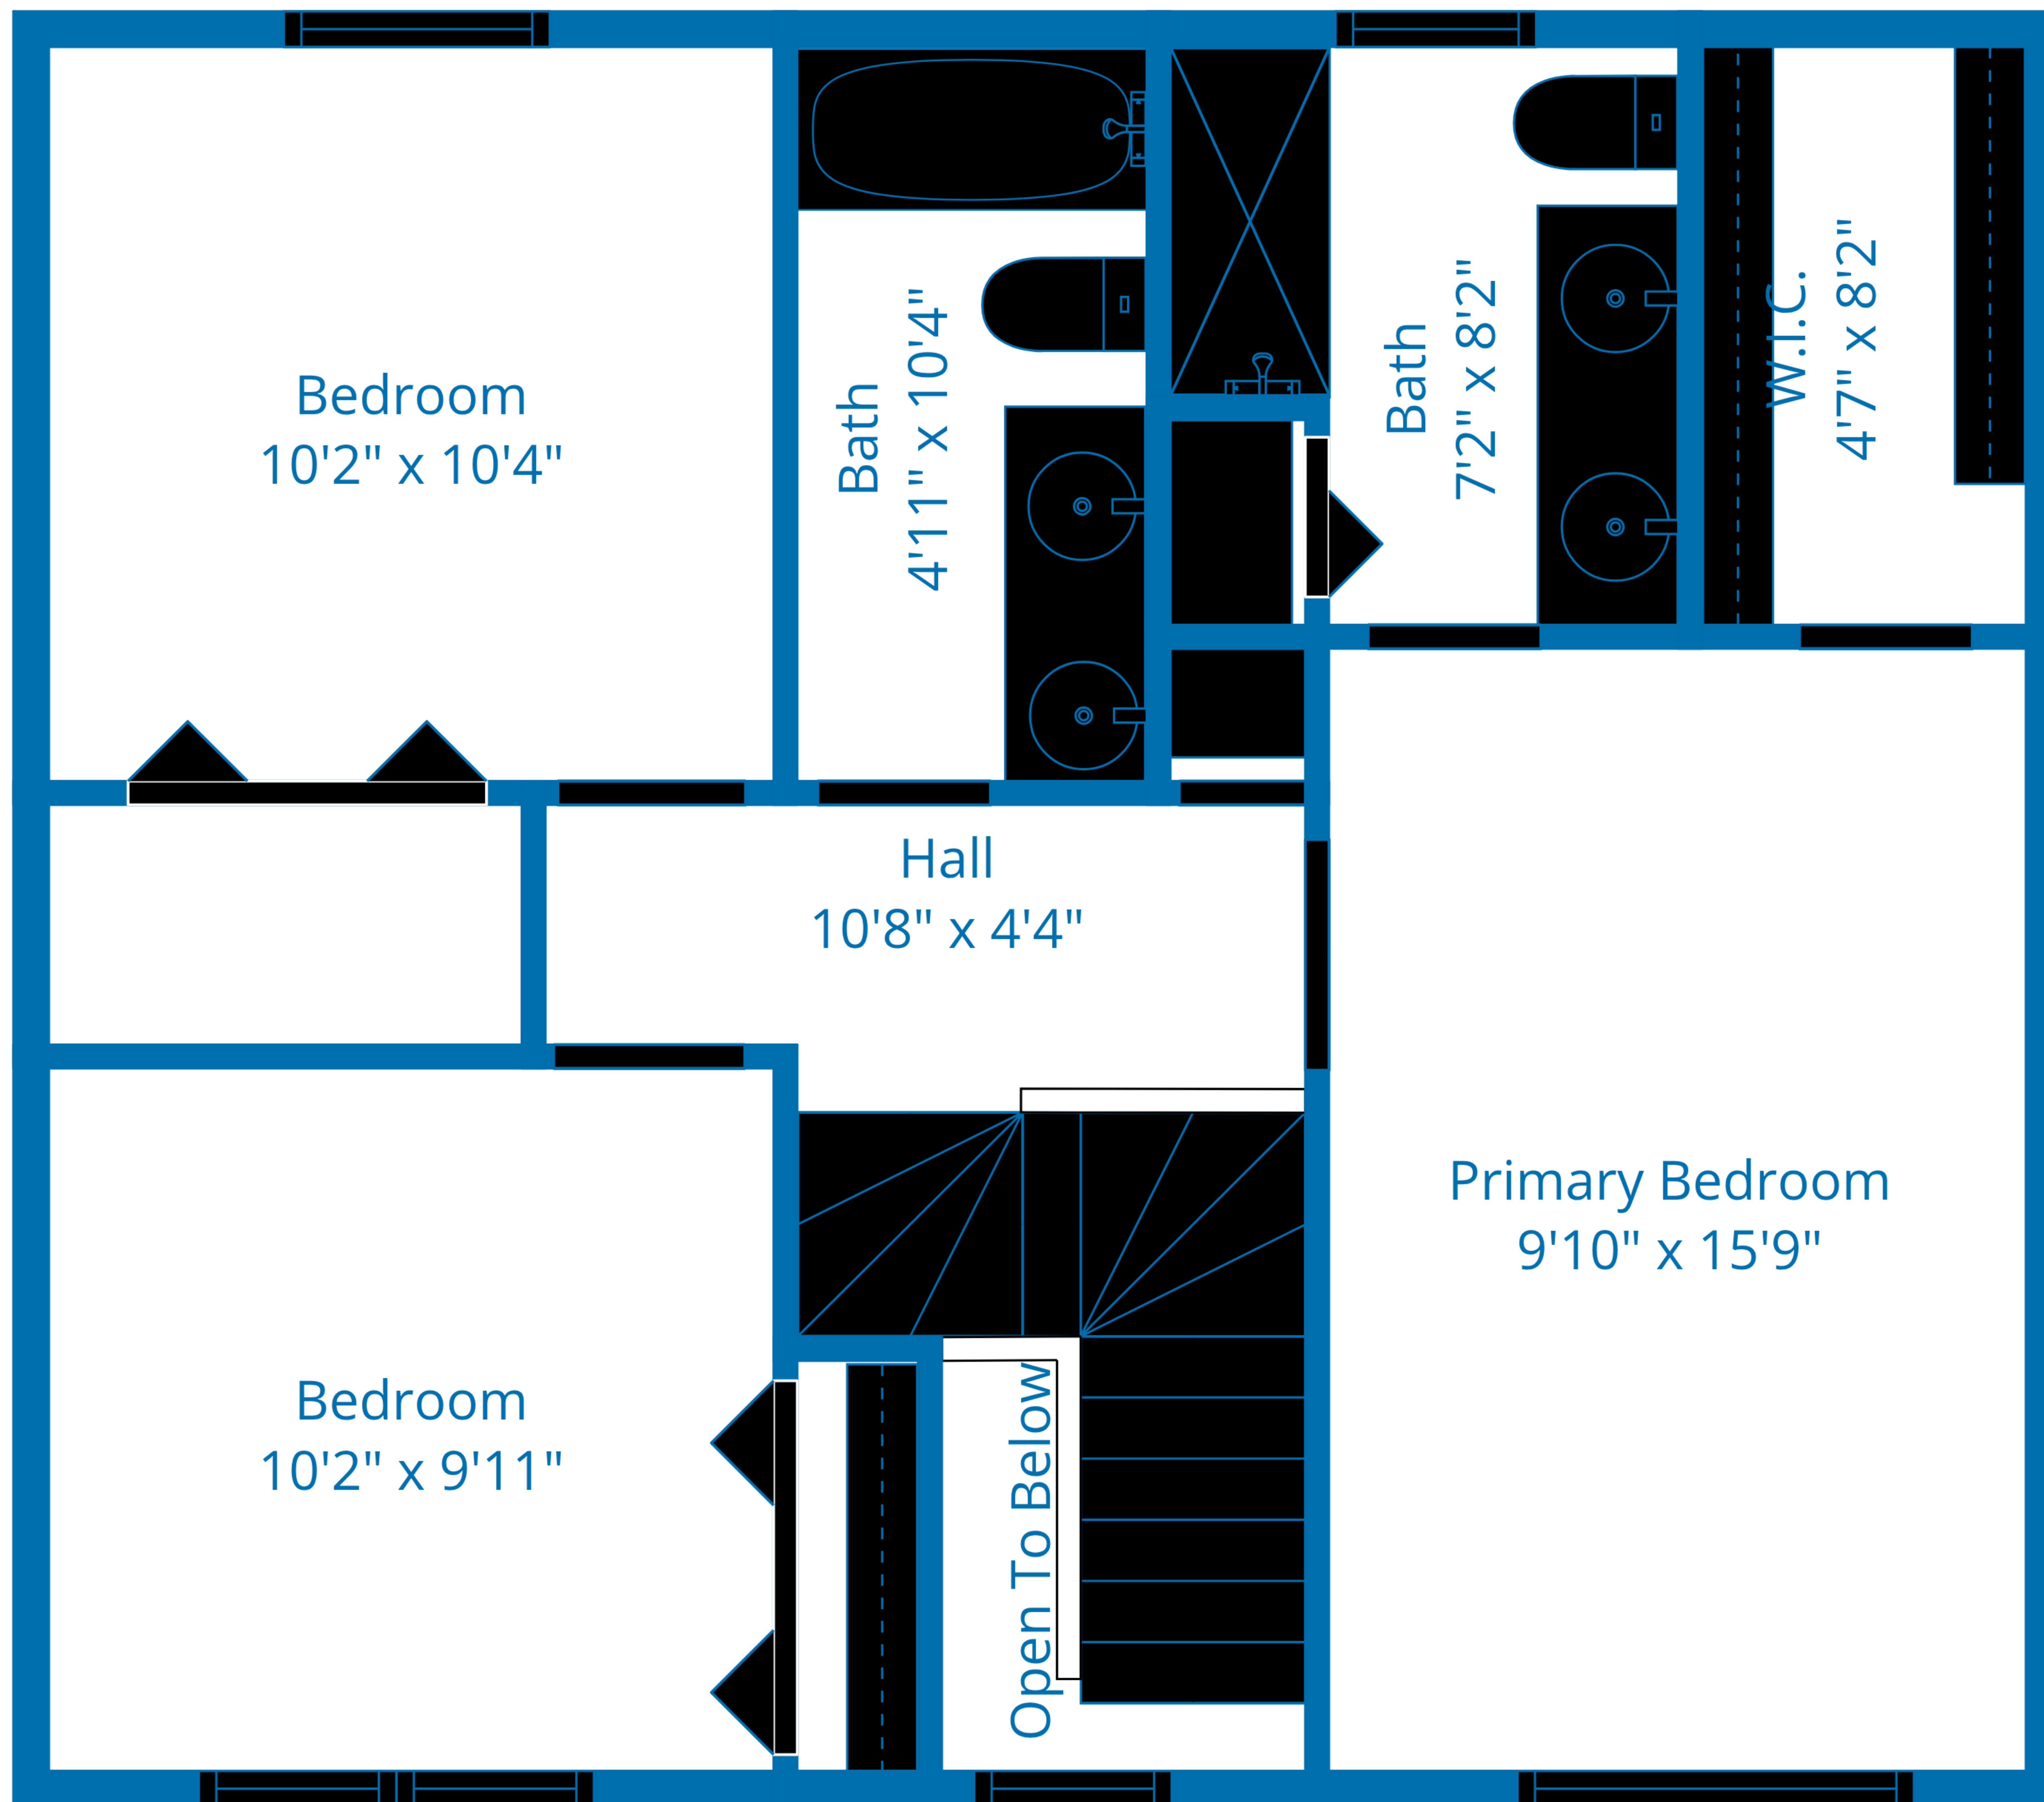 Bedroom
10'2" x 10'4"
Bath
4'11" x 10'4"
Bath
7'2" x 8'2"
W.I.C.
4'7" x 8'2"
Hall
10'8" x 4'4"
Primary Bedroom
9'10" x 15'9"
Bedroom
10'2" x 9'11"
Open To Below